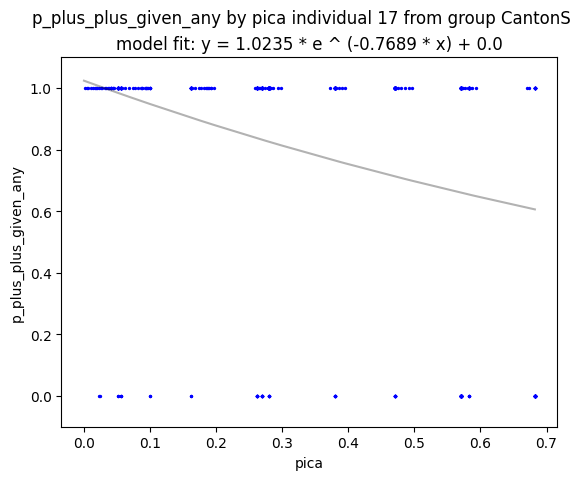 p_plus_plus_given_any by pica individual 17 from group CantonS
model fit: y = 1.0235 * e ^ (-0.7689 * x) + 0.0
p_plus_plus_given_any
1.0
0.8
0.6
0.4
0.2
0.0
0.0 0.1 0.2 0.3 0.4 0.5 0.6 0.7
pica